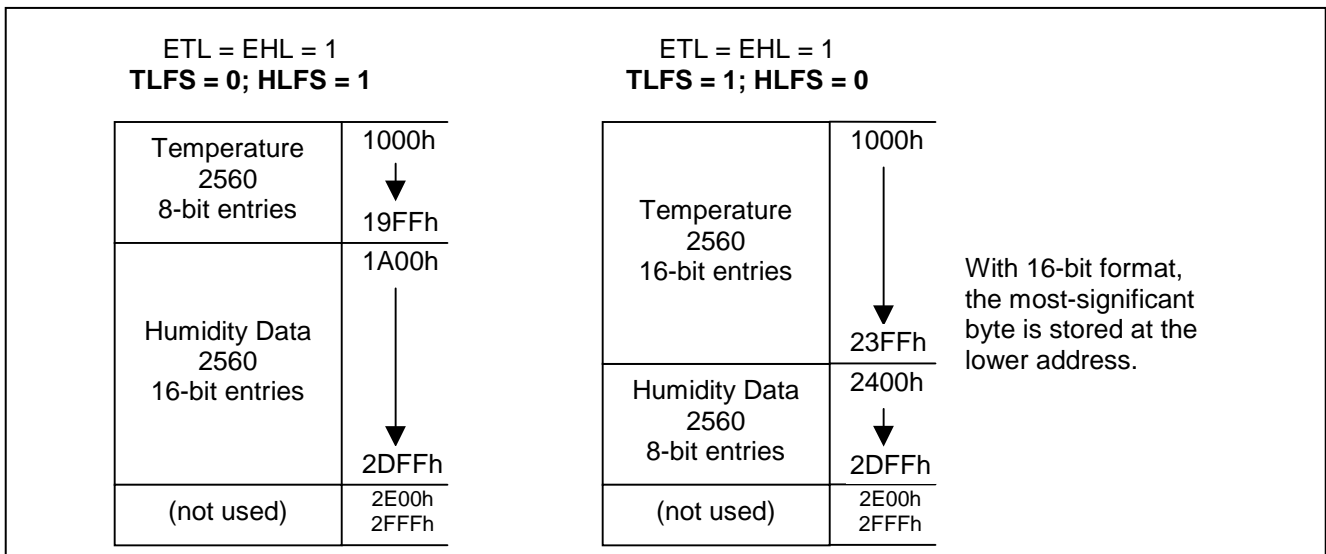 ETL = EHL = 1
TLFS = 0; HLFS = 1
Temperature
2560
8-bit entries
1000h
19FFh
Humidity Data
2560
16-bit entries
1A00h
2DFFh
(not used)
2E00h
2FFFh
ETL = EHL = 1
TLFS = 1; HLFS = 0
Temperature
2560
16-bit entries
1000h
23FFh
Humidity Data
2560
8-bit entries
2400h
2DFFh
(not used)
2E00h
2FFFh
With 16-bit format,
the most-significant
byte is stored at the
lower address.